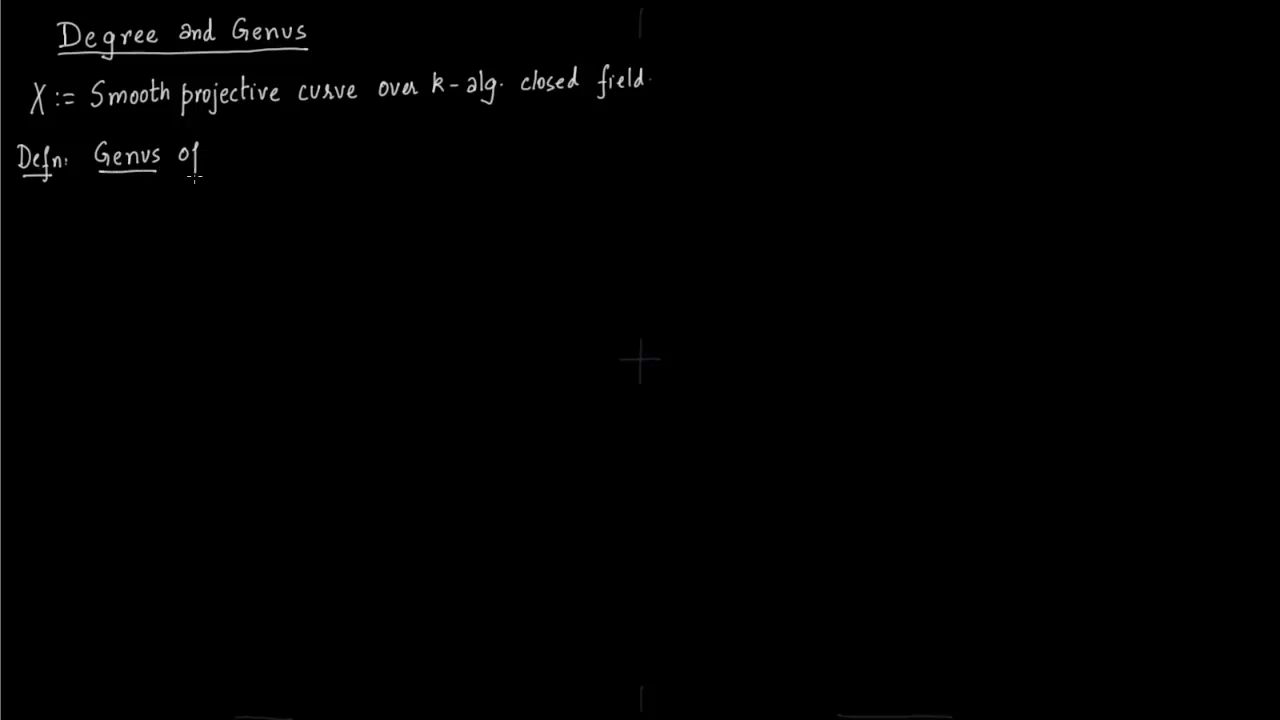 Degree and Genus
X := Smooth projective curve over k - alg. closed field.
Defn: Genus of